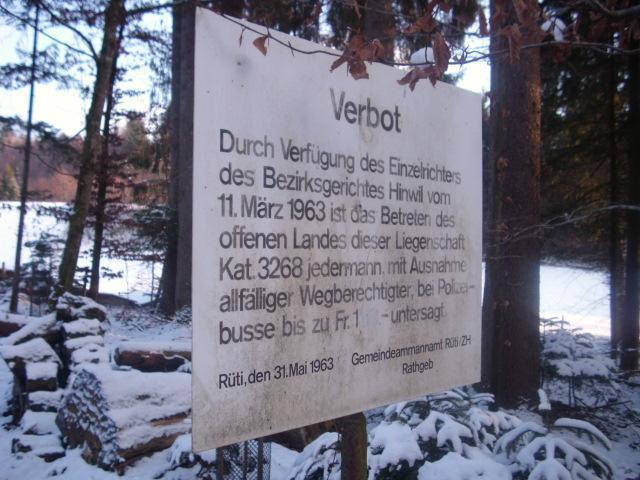 Verbot
Durch Verfügung des Einzelrichters
des Bezirksgerichtes Hinwil vom
11. März 1963 ist das Betreten des
offenen Landes dieser Liegenschaft
Kat. 3268 jedermann, mit Ausnahme
allfälliger Wegberechtigter, bei Polizei-
busse bis zu Fr. -untersagt.
Rüti, den 31. Mai 1963 Gemeindeammannamt Rüti/ZH
Rathgeb